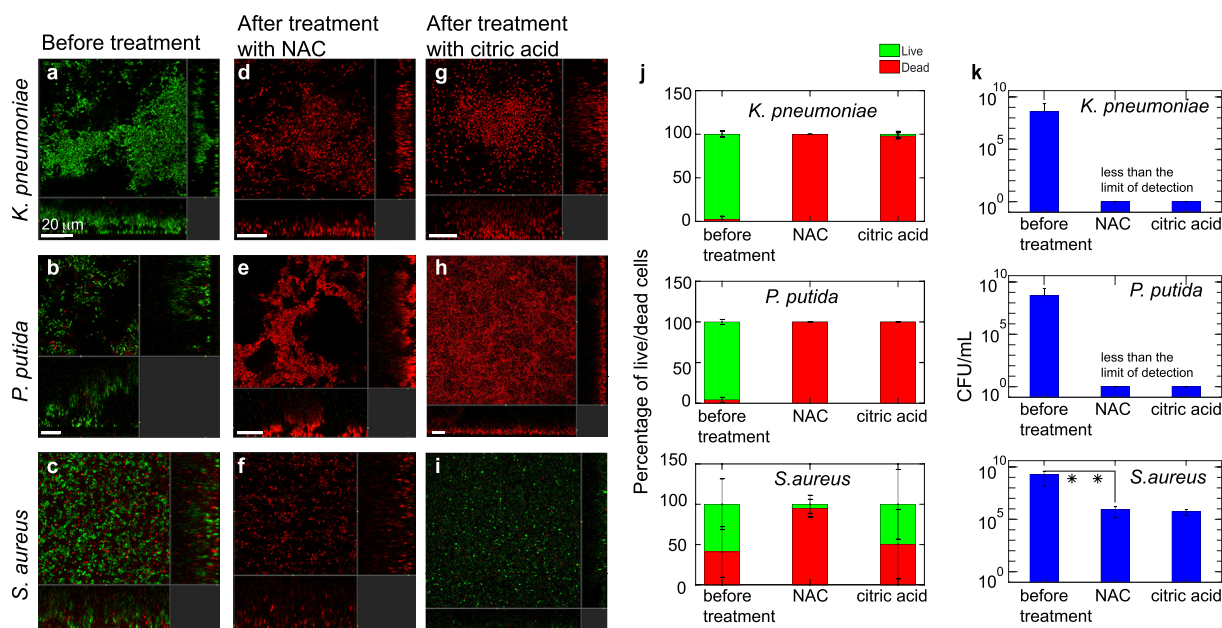 Before treatment
After treatment
with NAC
After treatment
with citric acid
K. pneumoniae
P. putida
S. aureus
a
d
g
20 µm
b
e
h
c
f
i
j
Live
Dead
Percentage of live/dead cells
K. pneumoniae
100
50
0
before
treatment
NAC
citric acid
P. putida
100
50
0
before
treatment
NAC
citric acid
S.aureus
100
50
0
before
treatment
NAC
citric acid
k
CFU/mL
K. pneumoniae
10^10
10^5
10^0
less than the
limit of detection
before
treatment
NAC
citric acid
P. putida
10^10
10^5
10^0
less than the
limit of detection
before
treatment
NAC
citric acid
S.aureus
10^10
10^5
10^0
* *
before
treatment
NAC
citric acid